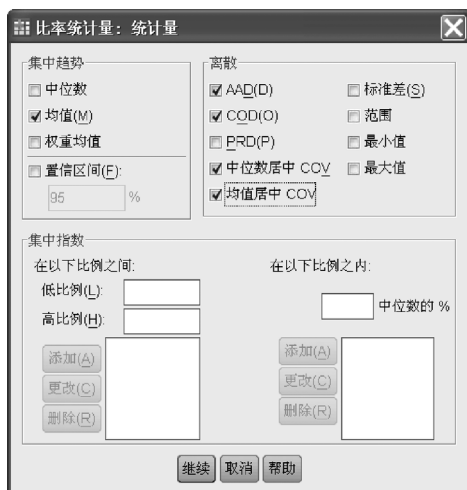 比率统计量：统计量
集中趋势
中位数
均值(M)
权重均值
置信区间(F):
95 %
离散
AAD(D)
COD(O)
PRD(P)
中位数居中 COV
均值居中 COV
标准差(S)
范围
最小值
最大值
集中指数
在以下比例之间:
低比例(L):
高比例(H):
添加(A)
更改(C)
删除(R)
在以下比例之内:
中位数的 %
添加(A)
更改(C)
删除(R)
继续 取消 帮助